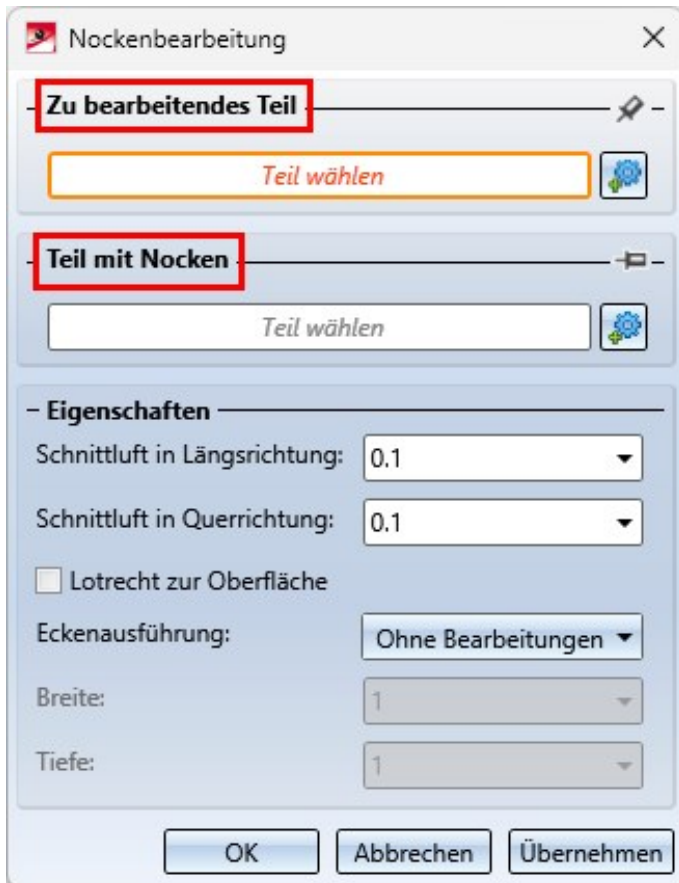 Nockenbearbeitung
Zu bearbeitendes Teil
Teil wählen
Teil mit Nocken
Teil wählen
Eigenschaften
Schnittluft in Längsrichtung: 0.1
Schnittluft in Querrichtung: 0.1
Lotrecht zur Oberfläche
Eckenausführung: Ohne Bearbeitungen
Breite: 1
Tiefe: 1
OK Abbrechen Übernehmen